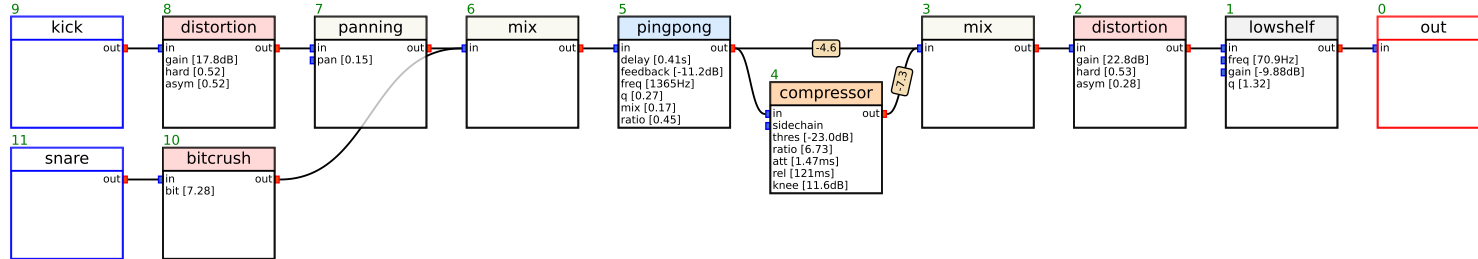 9
kick
out
8
distortion
in out
gain [17.8dB]
hard [0.52]
asym [0.52]
7
panning
in out
pan [0.15]
6
mix
in out
5
pingpong
in out
delay [0.41s]
feedback [-11.2dB]
freq [1365Hz]
q [0.27]
mix [0.17]
ratio [0.45]
-4.6
4
compressor
in out
sidechain
thres [-23.0dB]
ratio [6.73]
att [1.47ms]
rel [121ms]
knee [11.6dB]
-7.3
3
mix
in out
2
distortion
in out
gain [22.8dB]
hard [0.53]
asym [0.28]
1
lowshelf
in out
freq [70.9Hz]
gain [-9.88dB]
q [1.32]
0
out
in
11
snare
out
10
bitcrush
in out
bit [7.28]